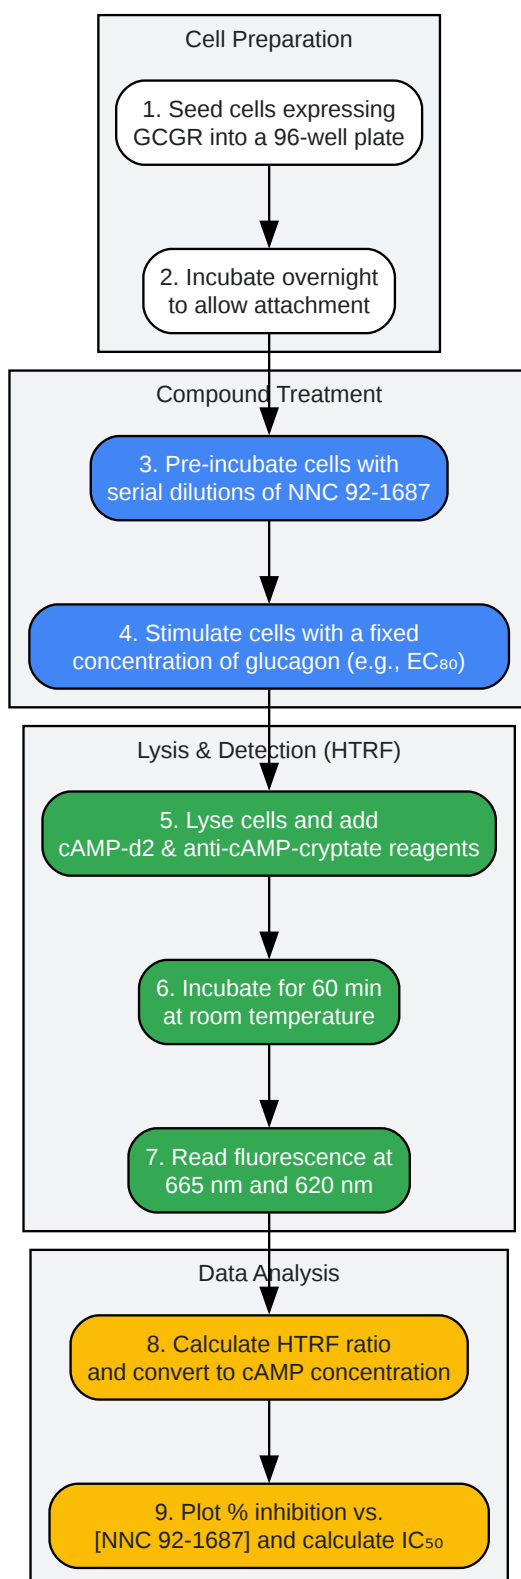 Cell Preparation
1. Seed cells expressing
GCGR into a 96-well plate
2. Incubate overnight
to allow attachment
Compound Treatment
3. Pre-incubate cells with
serial dilutions of NNC 92-1687
4. Stimulate cells with a fixed
concentration of glucagon (e.g., EC₈₀)
Lysis & Detection (HTRF)
5. Lyse cells and add
cAMP-d2 & anti-cAMP-cryptate reagents
6. Incubate for 60 min
at room temperature
7. Read fluorescence at
665 nm and 620 nm
Data Analysis
8. Calculate HTRF ratio
and convert to cAMP concentration
9. Plot % inhibition vs.
[NNC 92-1687] and calculate IC₅₀